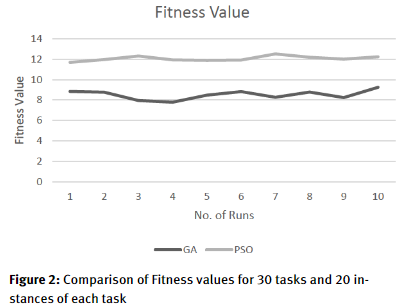 Fitness Value
14
12
10
8
6
4
2
0
Fitness Value
1 2 3 4 5 6 7 8 9 10
No. of Runs
GA PSO
Figure 2: Comparison of Fitness values for 30 tasks and 20 in-
stances of each task